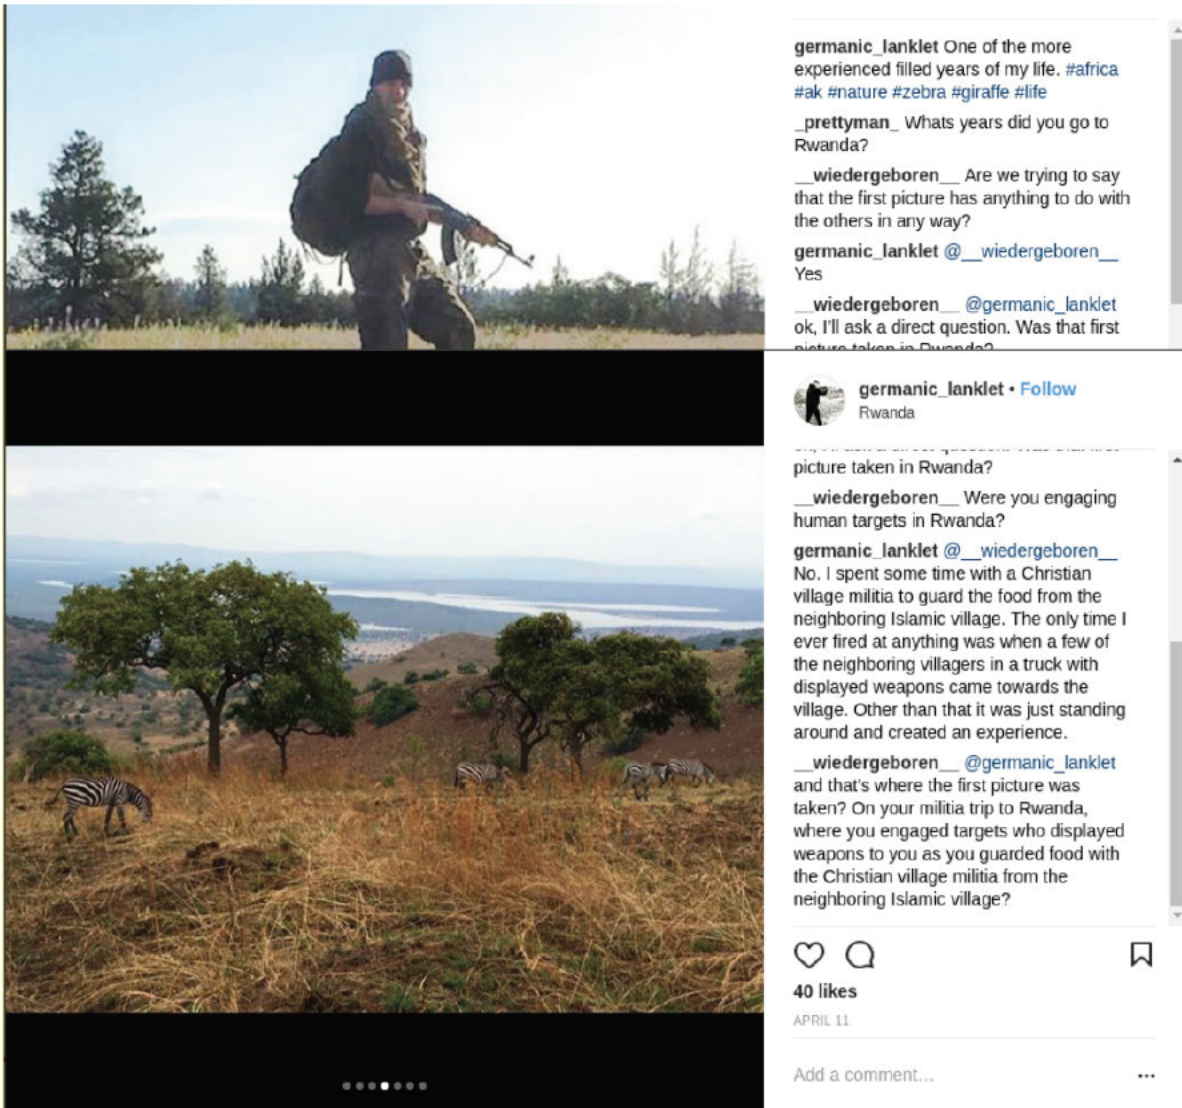 germanic_lanklet One of the more
experienced filled years of my life. #africa
#ak #nature #zebra #giraffe #life
_prettyman_ Whats years did you go to
Rwanda?
__wiedergeboren__ Are we trying to say
that the first picture has anything to do with
the others in any way?
germanic_lanklet @__wiedergeboren__
Yes
__wiedergeboren__ @germanic_lanklet
ok, I'll ask a direct question. Was that first
picture taken in Rwanda?
germanic_lanklet • Follow
Rwanda
picture taken in Rwanda?
__wiedergeboren__ Were you engaging
human targets in Rwanda?
germanic_lanklet @__wiedergeboren__
No. I spent some time with a Christian
village militia to guard the food from the
neighboring Islamic village. The only time I
ever fired at anything was when a few of
the neighboring villagers in a truck with
displayed weapons came towards the
village. Other than that it was just standing
around and created an experience.
__wiedergeboren__ @germanic_lanklet
and that's where the first picture was
taken? On your militia trip to Rwanda,
where you engaged targets who displayed
weapons to you as you guarded food with
the Christian village militia from the
neighboring Islamic village?
40 likes
APRIL 11
Add a comment...